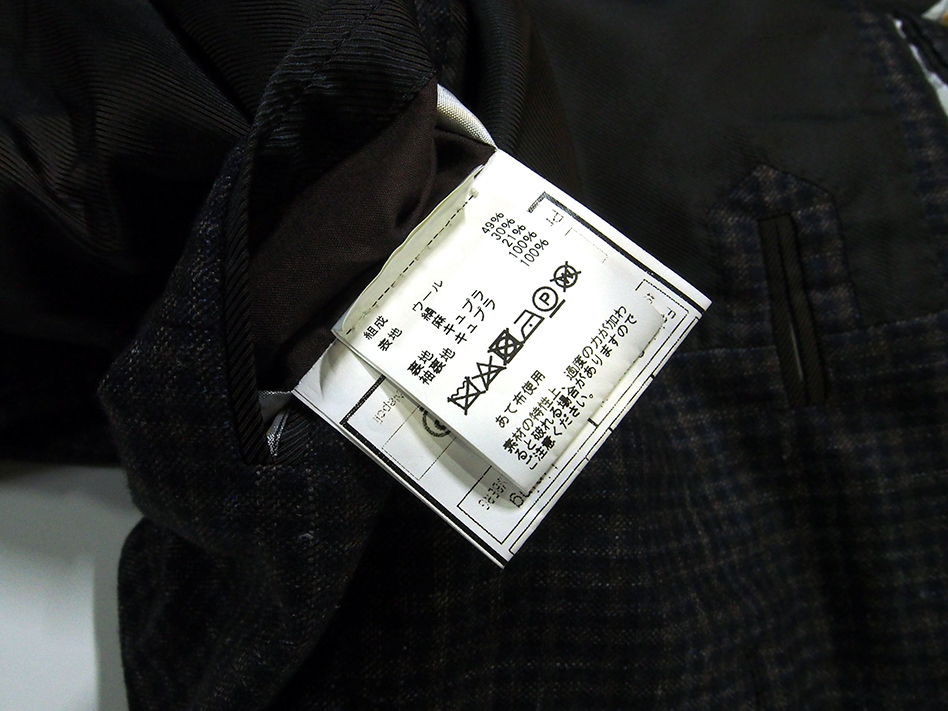 組成
表地 ウール 49%
綿 30%
麻 21%
裏地 キュプラ 100%
袖裏地 キュプラ 100%
P
あて布使用
素材の特性上、過度の力が加わ
ると破れる場合がありますので
ご注意ください。